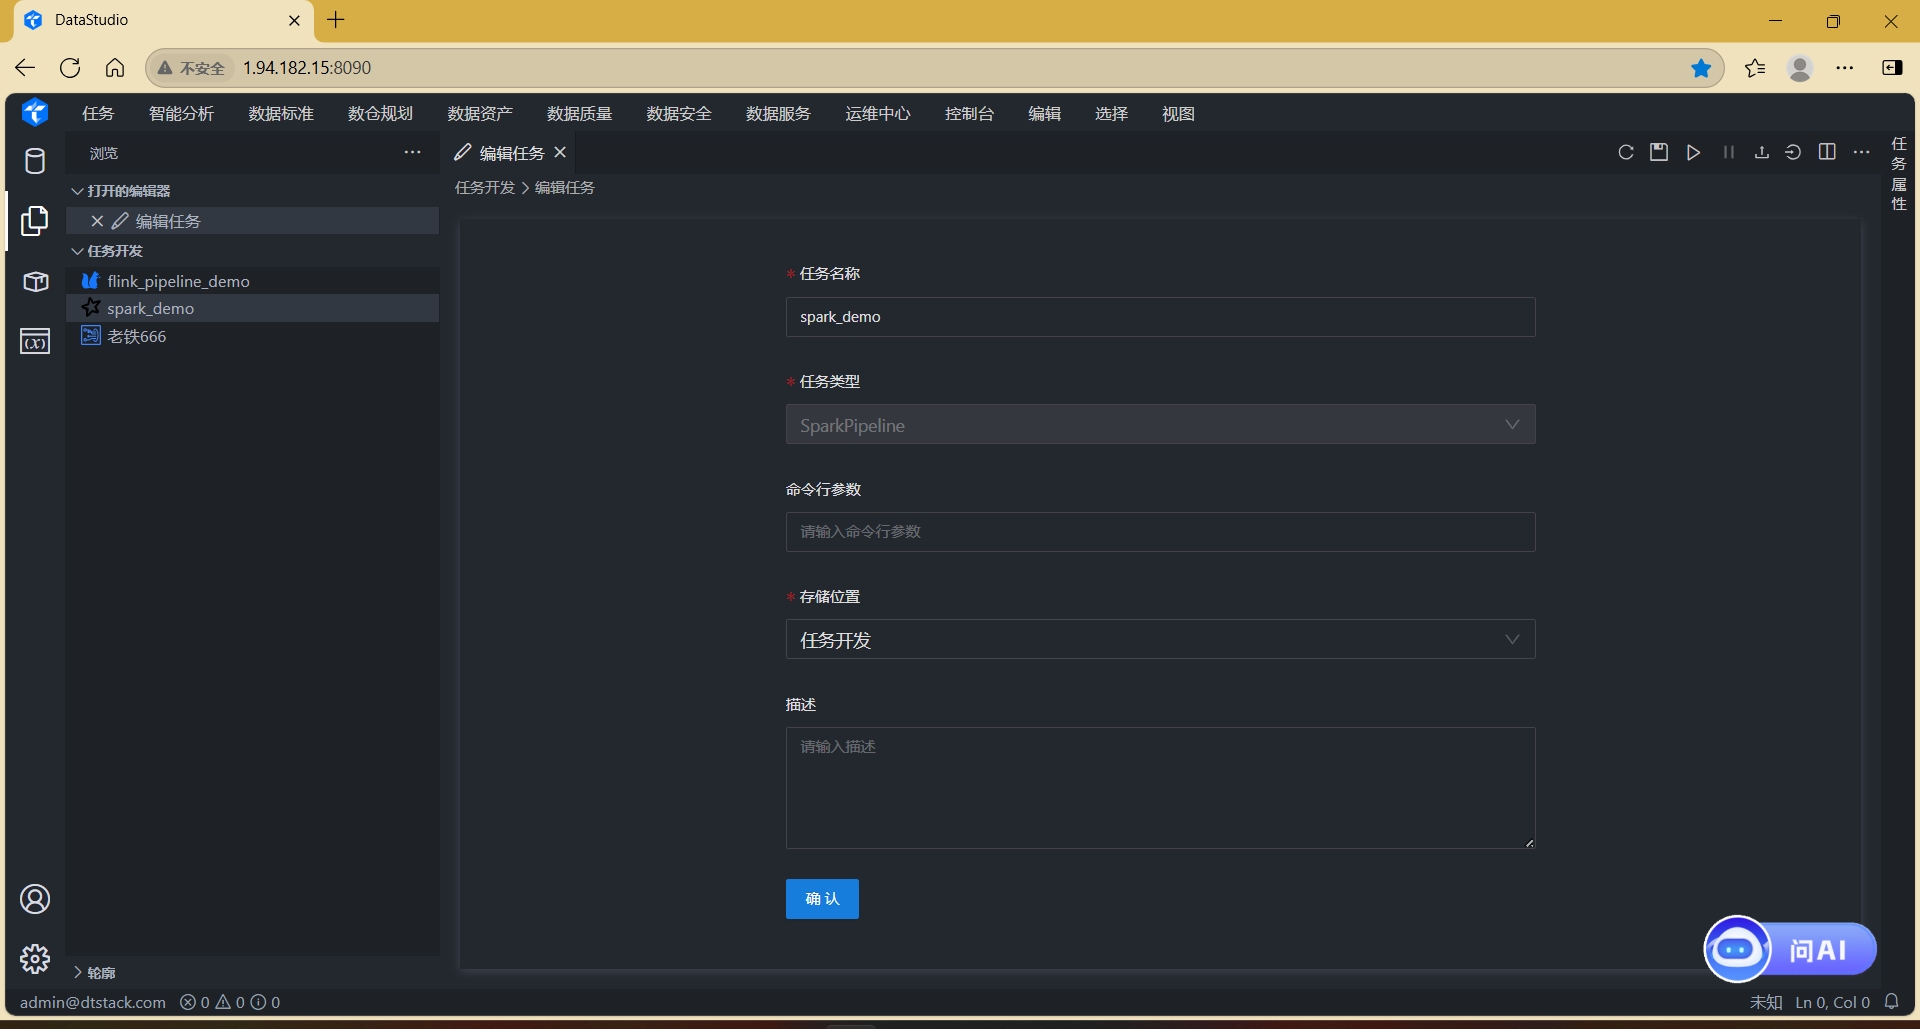 DataStudio
不安全 1.94.182.15:8090
任务 智能分析 数据标准 数仓规划 数据资产 数据质量 数据安全 数据服务 运维中心 控制台 编辑 选择 视图
浏览
编辑任务
任务属性
打开的编辑器
任务开发 > 编辑任务
编辑任务
任务开发
flink_pipeline_demo
spark_demo
老铁666
* 任务名称
spark_demo
* 任务类型
SparkPipeline
命令行参数
请输入命令行参数
* 存储位置
任务开发
描述
请输入描述
确 认
(x)
问AI
轮廓
admin@dtstack.com 0 0 0
未知 Ln 0, Col 0